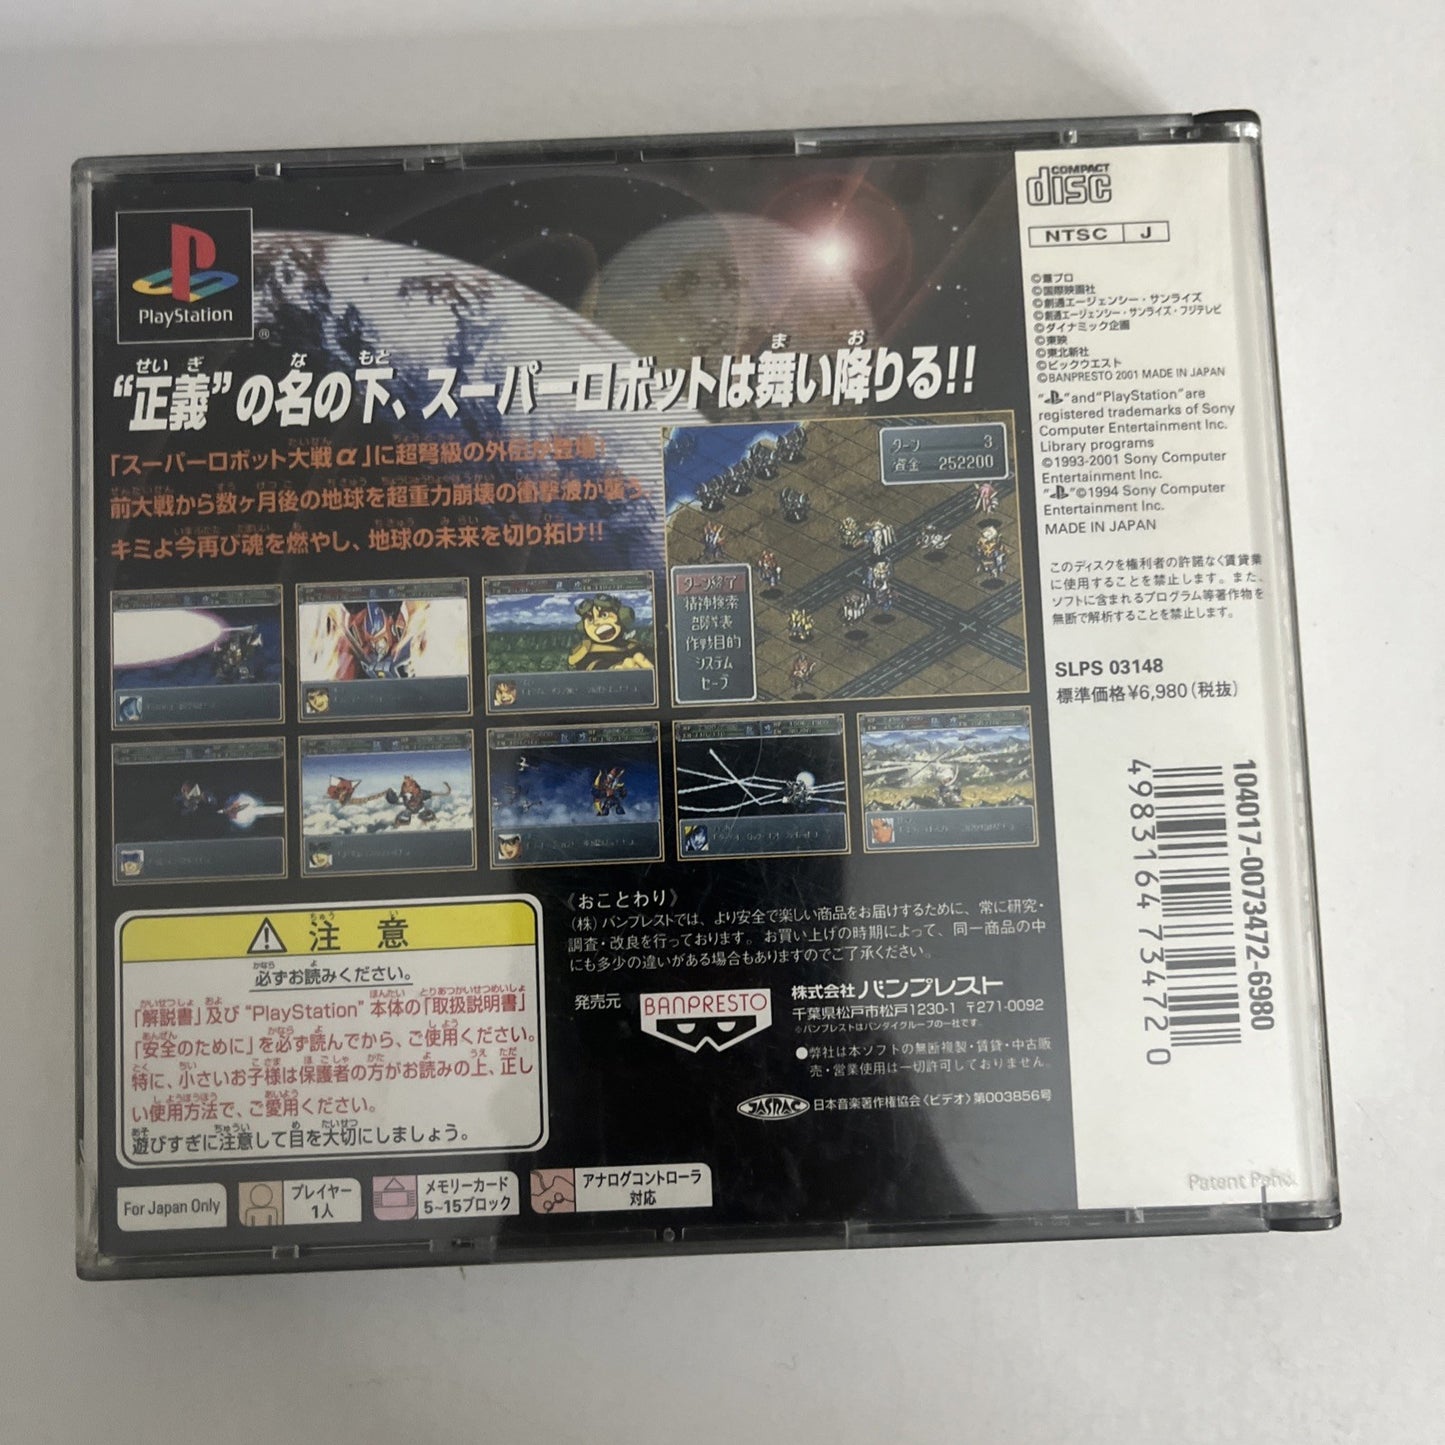 PlayStation
®
“正義”の名の下、スーパーロボットは舞い降りる!!
「スーパーロボット大戦α」に超弩級の外伝が登場!
前大戦から数ヶ月後の地球を超重力崩壊の衝撃波が襲う。
キミよ今再び魂を燃やし、地球の未来を切り拓け!!
ターン 3
資金 252200
ターン終了
精神検索
部隊表
作戦目的
システム
セーブ
注意
必ずお読みください。
「解説書」及び “PlayStation” 本体の「取扱説明書」
「安全のために」を必ず読んでから、ご使用ください。
特に、小さいお子様は保護者の方がお読みの上、正し
い使用方法で、ご愛用ください。
遊びすぎに注意して目を大切にしましょう。
《おことわり》
(株)バンプレストでは、より安全で楽しい商品をお届けするために、常に研究・
調査・改良を行っております。お買い上げの時期によって、同一商品の中
にも多少の違いがある場合もありますのでご了承ください。
発売元
BANPRESTO
株式会社バンプレスト
千葉県松戸市松戸1230-1 〒271-0092
※バンプレストはバンダイグループの一社です。
●弊社は本ソフトの無断複製・賃貸・中古販
売・営業使用は一切許可しておりません。
JASRAC
日本音楽著作権協会〈ビデオ〉第003856号
For Japan Only
プレイヤー
1人
メモリーカード
5~15ブロック
アナログコントローラ
対応
COMPACT
disc
NTSC J
©葦プロ
©国際映画社
©創通エージェンシー・サンライズ
©創通エージェンシー・サンライズ・フジテレビ
©ダイナミック企画
©東映
©東北新社
©ビックウエスト
©BANPRESTO 2001 MADE IN JAPAN
“ ” and “PlayStation” are
registered trademarks of Sony
Computer Entertainment Inc.
Library programs
©1993-2001 Sony Computer
Entertainment Inc.
“ ” ©1994 Sony Computer
Entertainment Inc.
MADE IN JAPAN
このディスクを権利者の許諾なく賃貸業
に使用することを禁止します。また、
ソフトに含まれるプログラム等著作物を
無断で解析することを禁止します。
SLPS 03148
標準価格¥6,980(税抜)
104017-0073472-6980
4983164734720
Patent Pend.